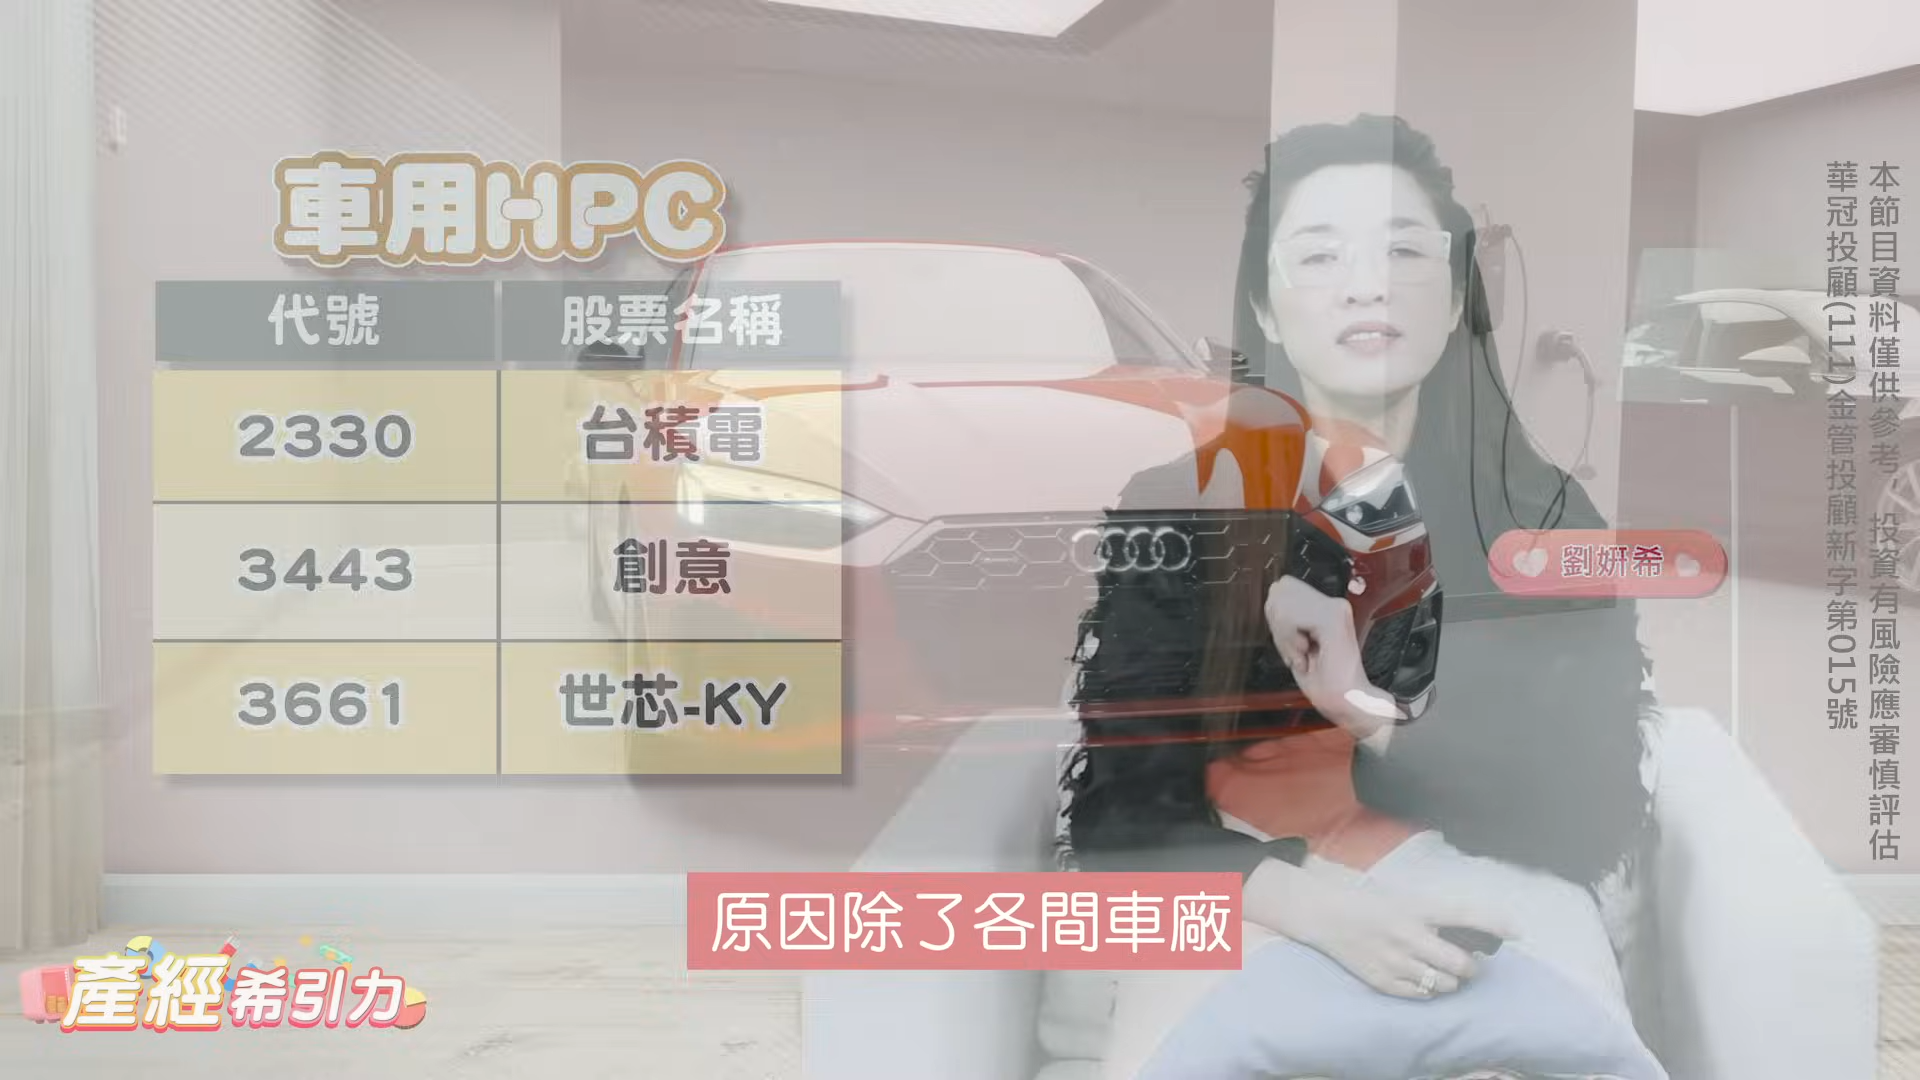 車用HPC
代號 股票名稱
2330 台積電
3443 創意
3661 世芯-KY
劉妍希
本節目資料僅供參考 投資有風險應審慎評估
華冠投顧(111)金管投顧新字第015號
原因除了各間車廠
產經希引力